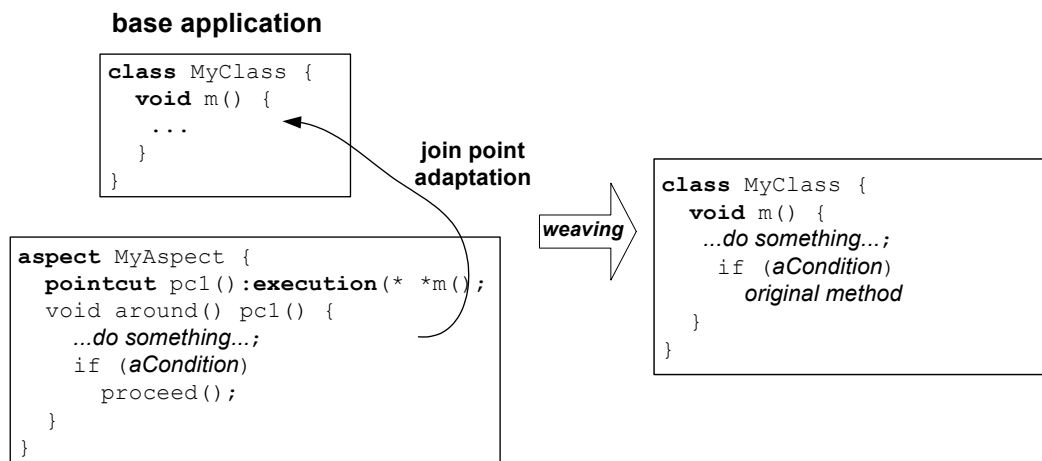 base application
class MyClass {
void m() {
...
}
}
join point
adaptation
aspect MyAspect {
pointcut pc1():execution(* *m();
void around() pc1() {
...do something...;
if (aCondition)
proceed();
}
}
weaving
class MyClass {
void m() {
...do something...;
if (aCondition)
original method
}
}